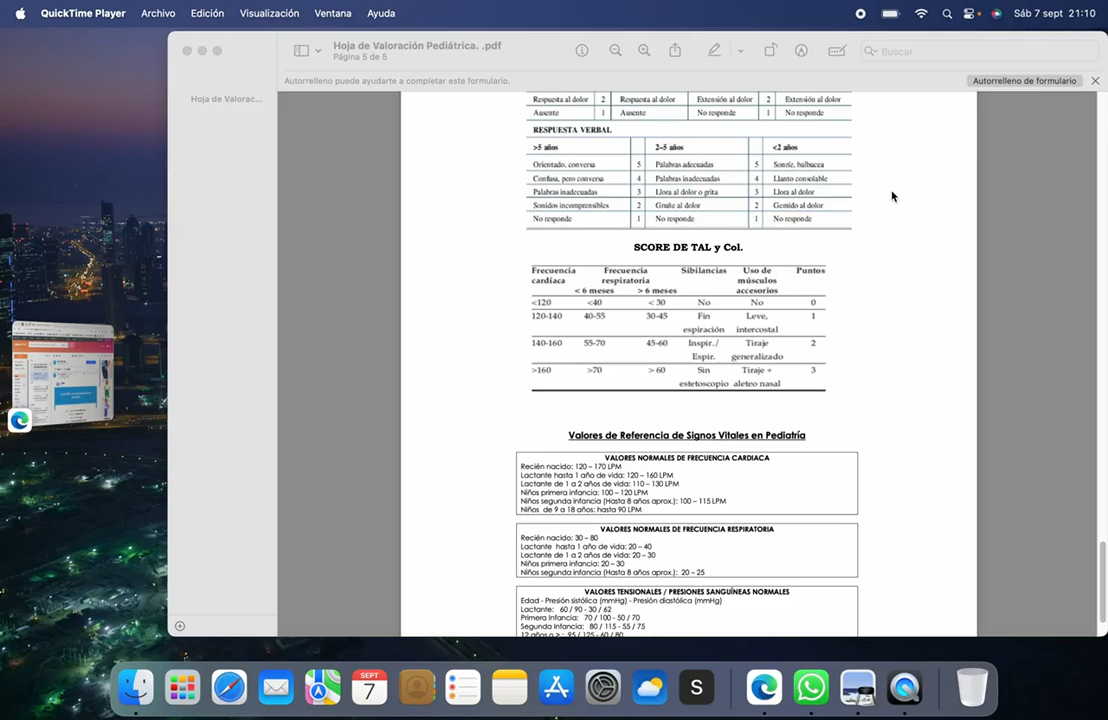 QuickTime Player Archivo Edición Visualización Ventana Ayuda Sáb 7 sept 21:10
Hoja de Valoración Pediátrica. .pdf
Página 5 de 5
Buscar
Autorrelleno puede ayudarte a completar este formulario. Autorrelleno de formulario
Hoja de Valorac...
Respuesta al dolor 2 Respuesta al dolor Extensión al dolor 2 Extensión al dolor
Ausente 1 Ausente No responde 1 No responde
RESPUESTA VERBAL
>5 años 2-5 años <2 años
Orientado, conversa 5 Palabras adecuadas 5 Sonríe, balbucea
Confusa, pero conversa 4 Palabras inadecuadas 4 Llanto consolable
Palabras inadecuadas 3 Llora al dolor o grita 3 Llora al dolor
Sonidos incomprensibles 2 Gruñe al dolor 2 Gemido al dolor
No responde 1 No responde 1 No responde
SCORE DE TAL y Col.
Frecuencia Frecuencia Sibilancias Uso de Puntos
cardíaca respiratoria músculos
< 6 meses > 6 meses accesorios
<120 <40 < 30 No No 0
120-140 40-55 30-45 Fin Leve, 1
espiración intercostal
140-160 55-70 45-60 Inspir./ Tiraje 2
Espir. generalizado
>160 >70 > 60 Sin Tiraje + 3
estetoscopio aleteo nasal
Valores de Referencia de Signos Vitales en Pediatría
VALORES NORMALES DE FRECUENCIA CARDIACA
Recién nacido: 120 – 170 LPM
Lactante hasta 1 año de vida: 120 – 160 LPM
Lactante de 1 a 2 años de vida: 110 – 130 LPM
Niños primera infancia: 100 – 120 LPM
Niños segunda infancia (Hasta 8 años aprox.): 100 – 115 LPM
Niños de 9 a 18 años: hasta 90 LPM
VALORES NORMALES DE FRECUENCIA RESPIRATORIA
Recién nacido: 30 – 80
Lactante hasta 1 año de vida: 20 – 40
Lactante de 1 a 2 años de vida: 20 – 30
Niños primera infancia: 20 – 30
Niños segunda infancia (Hasta 8 años aprox.): 20 – 25
VALORES TENSIONALES / PRESIONES SANGUÍNEAS NORMALES
Edad - Presión sistólica (mmHg) - Presión diastólica (mmHg)
Lactante: 60 / 90 - 30 / 62
Primera Infancia: 70 / 100 - 50 / 70
Segunda Infancia: 80 / 115 - 55 / 75
12 años a > : 95 / 125 - 60 / 80
SEPT
7
S